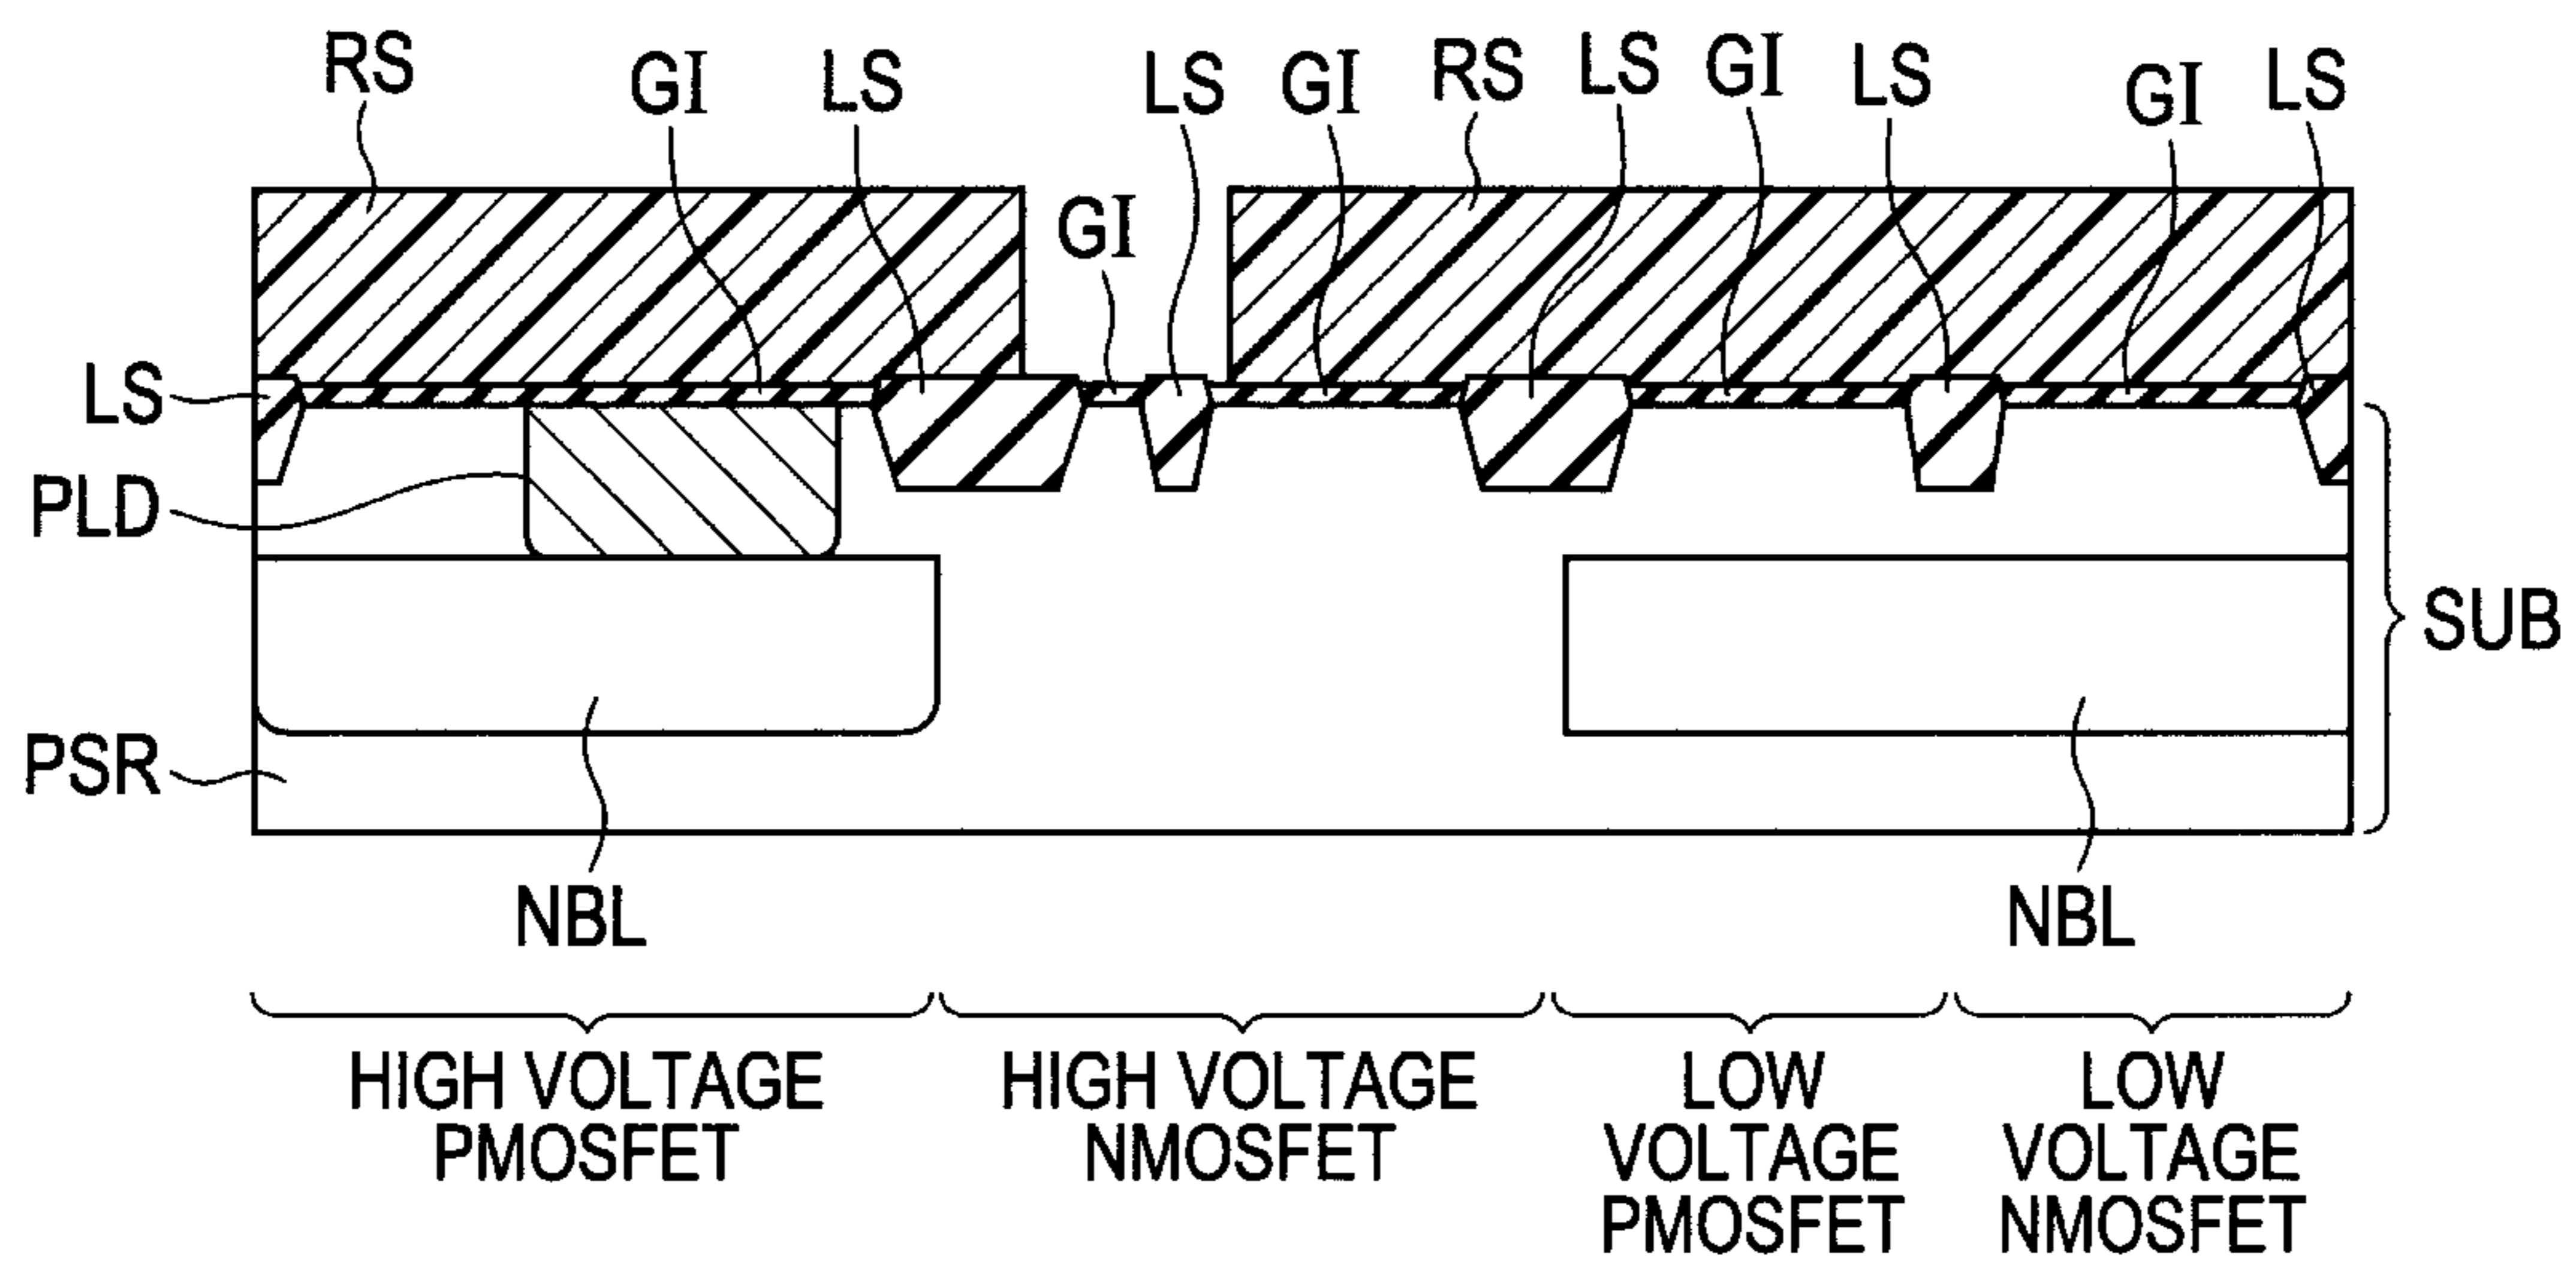 RS
GI
LS
LS
GI
RS
LS
GI
LS
GI
LS
GI
LS
PLD
SUB
PSR
NBL
NBL
HIGH VOLTAGE
PMOSFET
HIGH VOLTAGE
NMOSFET
LOW
VOLTAGE
PMOSFET
LOW
VOLTAGE
NMOSFET